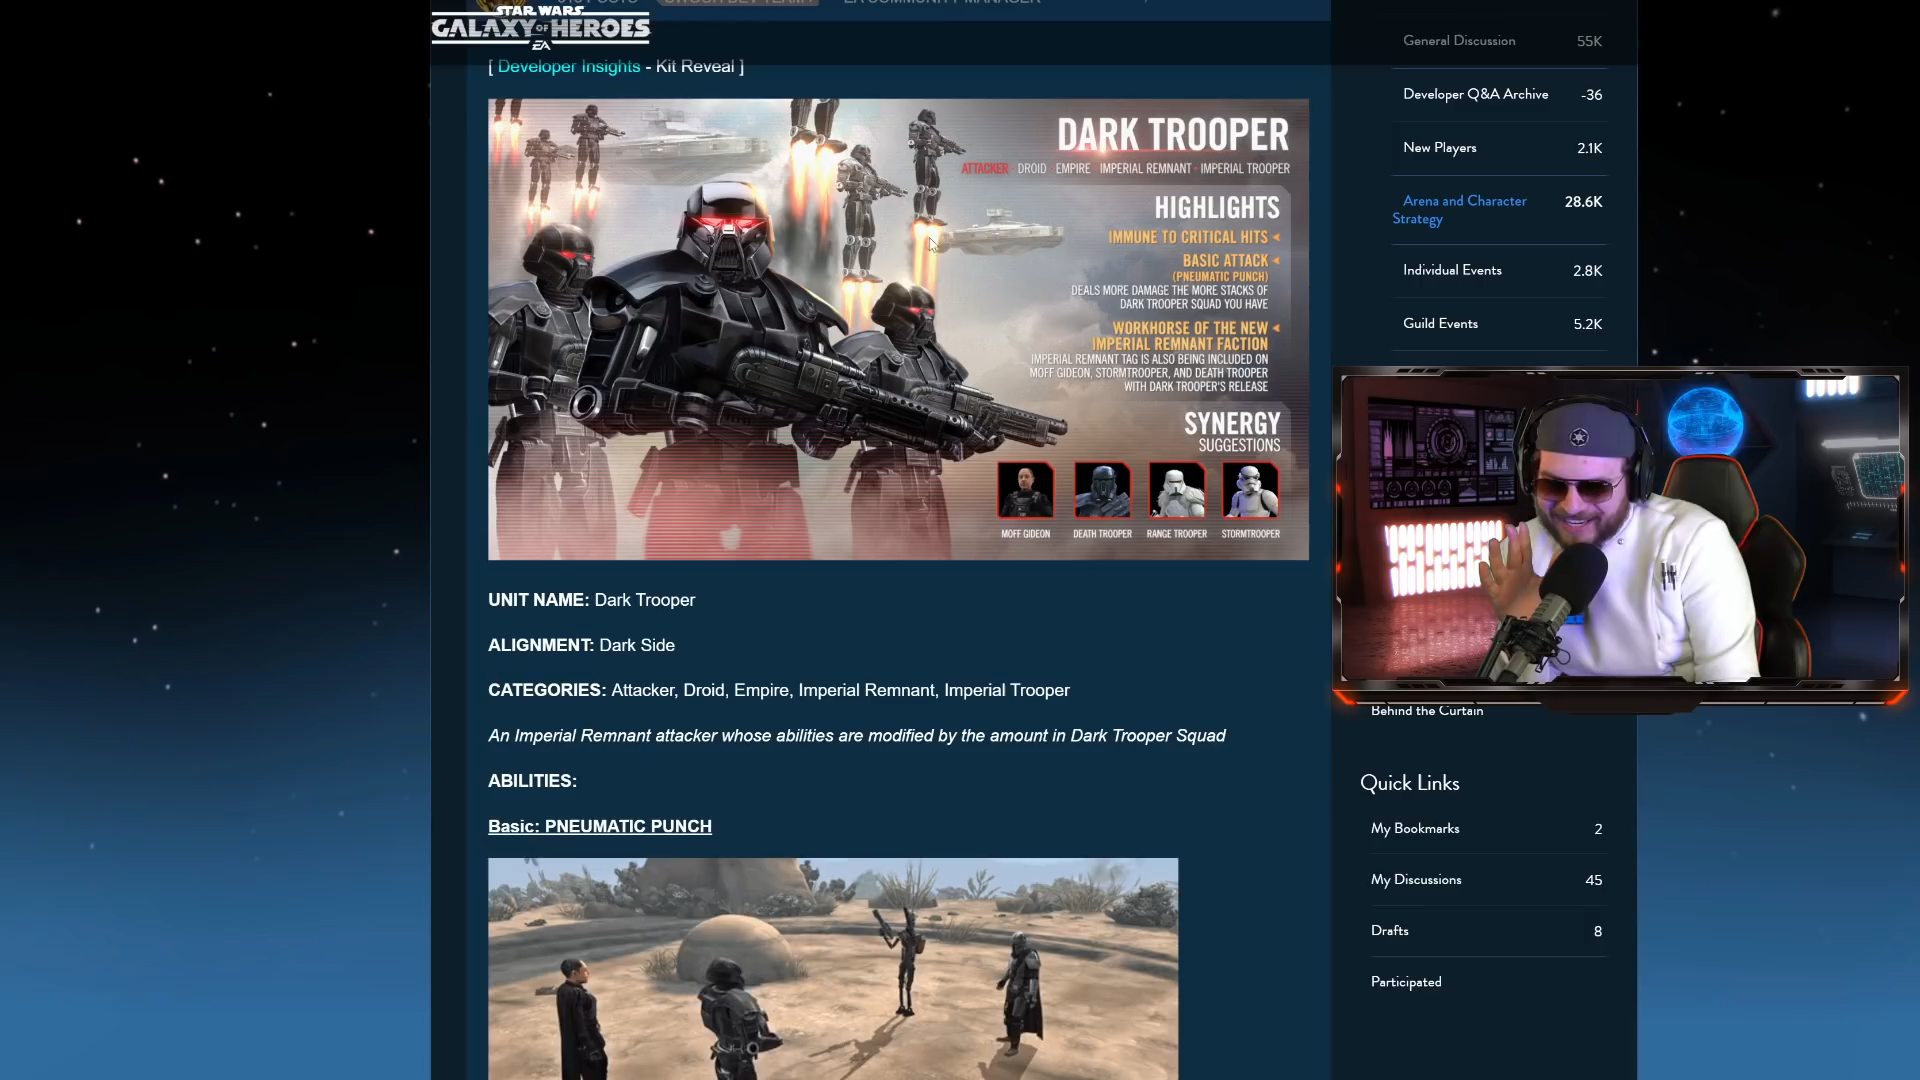 STAR WARS
GALAXY OF HEROES
EA
[ Developer Insights - Kit Reveal ]
DARK TROOPER
ATTACKER · DROID · EMPIRE · IMPERIAL REMNANT · IMPERIAL TROOPER
HIGHLIGHTS
IMMUNE TO CRITICAL HITS
BASIC ATTACK
(PNEUMATIC PUNCH)
DEALS MORE DAMAGE THE MORE STACKS OF
DARK TROOPER SQUAD YOU HAVE
WORKHORSE OF THE NEW
IMPERIAL REMNANT FACTION
IMPERIAL REMNANT TAG IS ALSO BEING INCLUDED ON
MOFF GIDEON, STORMTROOPER, AND DEATH TROOPER
WITH DARK TROOPER'S RELEASE
SYNERGY
SUGGESTIONS
MOFF GIDEON DEATH TROOPER RANGE TROOPER STORMTROOPER
UNIT NAME: Dark Trooper
ALIGNMENT: Dark Side
CATEGORIES: Attacker, Droid, Empire, Imperial Remnant, Imperial Trooper
An Imperial Remnant attacker whose abilities are modified by the amount in Dark Trooper Squad
ABILITIES:
Basic: PNEUMATIC PUNCH
General Discussion 55K
Developer Q&A Archive -36
New Players 2.1K
Arena and Character 28.6K
Strategy
Individual Events 2.8K
Guild Events 5.2K
Behind the Curtain
Quick Links
My Bookmarks 2
My Discussions 45
Drafts 8
Participated